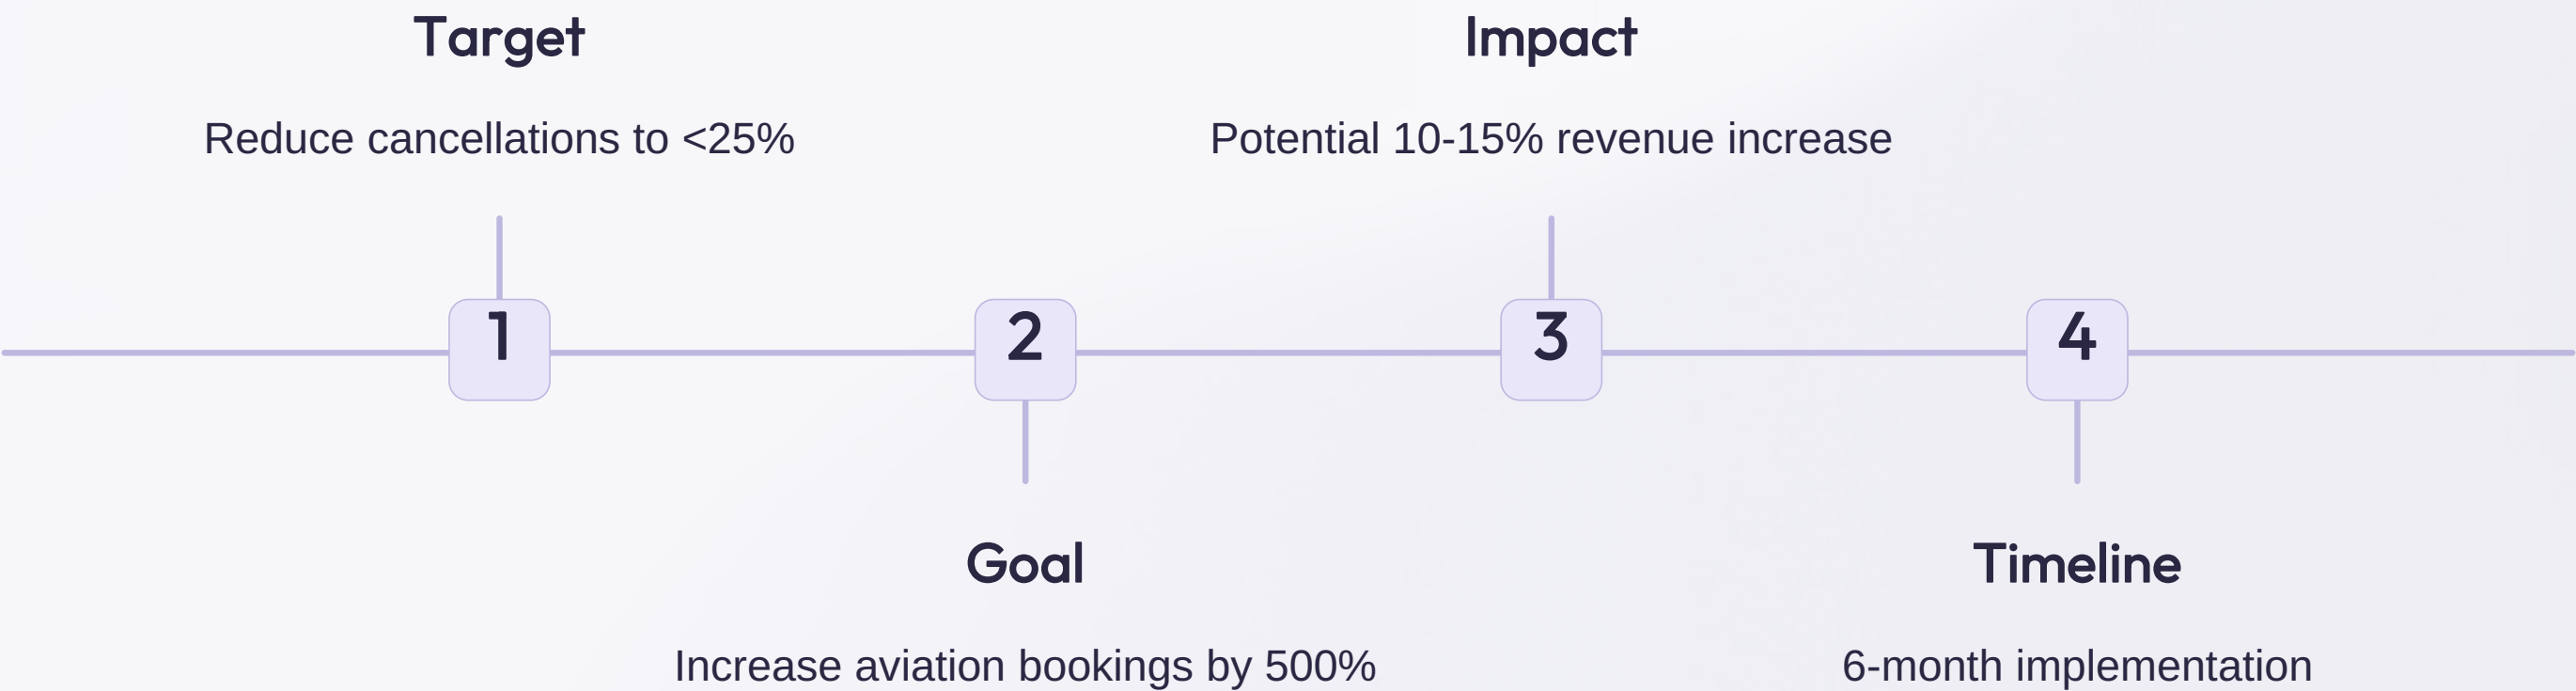 Target
Reduce cancellations to <25%
1
2
Goal
Increase aviation bookings by 500%
Impact
Potential 10-15% revenue increase
3
4
Timeline
6-month implementation